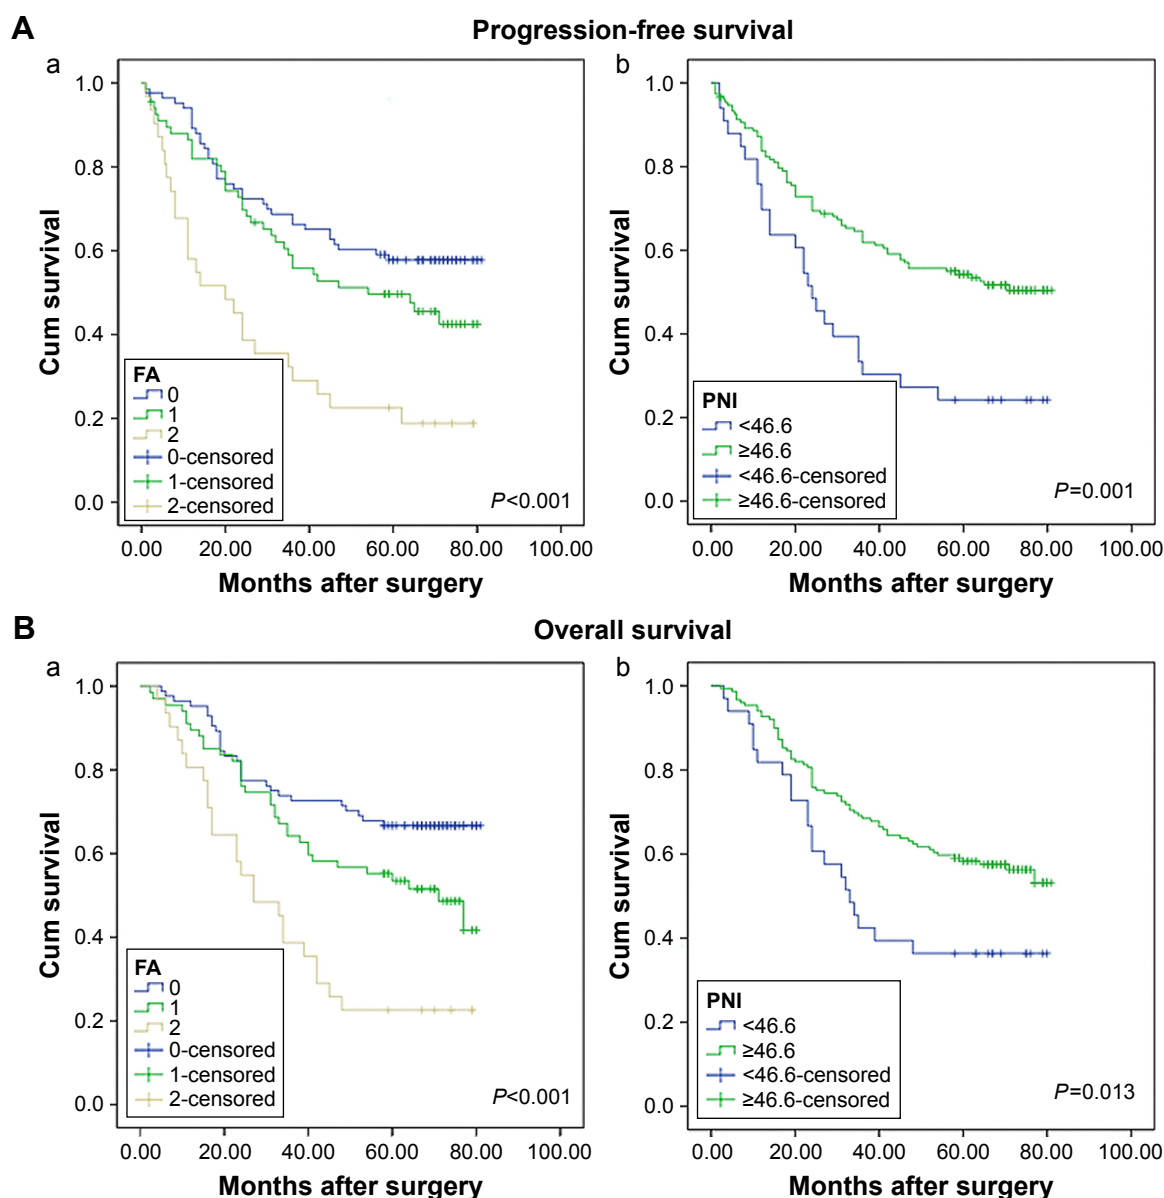 A
Progression-free survival
a
Cum survival
1.0
0.8
0.6
0.4
0.2
0.0
FA
0
1
2
0-censored
1-censored
2-censored
P<0.001
0.00 20.00 40.00 60.00 80.00 100.00
Months after surgery
b
Cum survival
1.0
0.8
0.6
0.4
0.2
0.0
PNI
<46.6
≥46.6
<46.6-censored
≥46.6-censored
P=0.001
0.00 20.00 40.00 60.00 80.00 100.00
Months after surgery
B
Overall survival
a
Cum survival
1.0
0.8
0.6
0.4
0.2
0.0
FA
0
1
2
0-censored
1-censored
2-censored
P<0.001
0.00 20.00 40.00 60.00 80.00 100.00
Months after surgery
b
Cum survival
1.0
0.8
0.6
0.4
0.2
0.0
PNI
<46.6
≥46.6
<46.6-censored
≥46.6-censored
P=0.013
0.00 20.00 40.00 60.00 80.00 100.00
Months after surgery